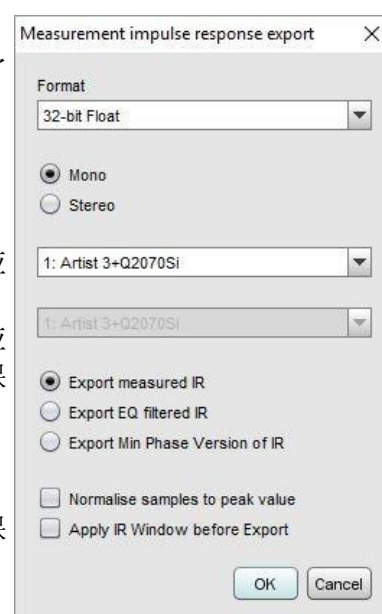 Measurement impulse response export
Format
32-bit Float
Mono
Stereo
1: Artist 3+Q2070Si
1: Artist 3+Q2070Si
Export measured IR
Export EQ filtered IR
Export Min Phase Version of IR
Normalise samples to peak value
Apply IR Window before Export
OK Cancel